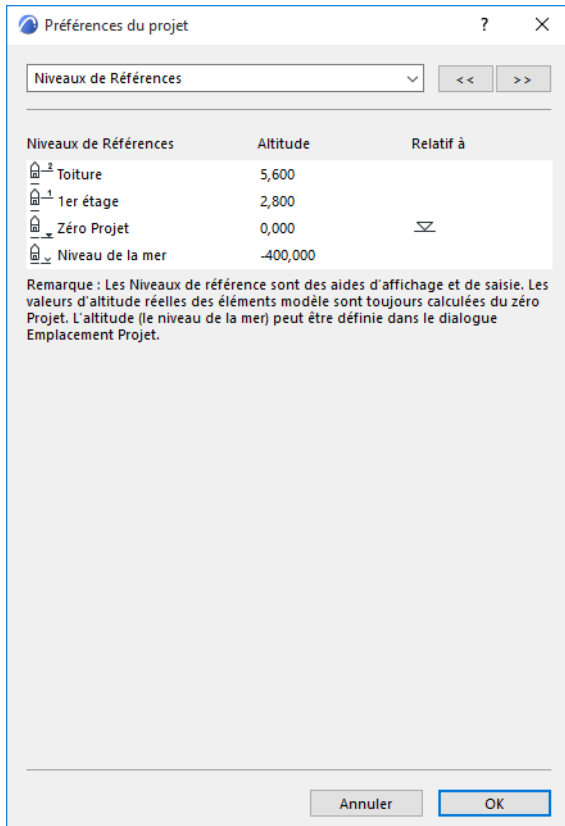 Préférences du projet
Niveaux de Références
<< >>
Niveaux de Références Altitude Relatif à
2 Toiture 5,600
1 1er étage 2,800
Zéro Projet 0,000
Niveau de la mer -400,000
Remarque : Les Niveaux de référence sont des aides d'affichage et de saisie. Les
valeurs d'altitude réelles des éléments modèle sont toujours calculées du zéro
Projet. L'altitude (le niveau de la mer) peut être définie dans le dialogue
Emplacement Projet.
Annuler OK